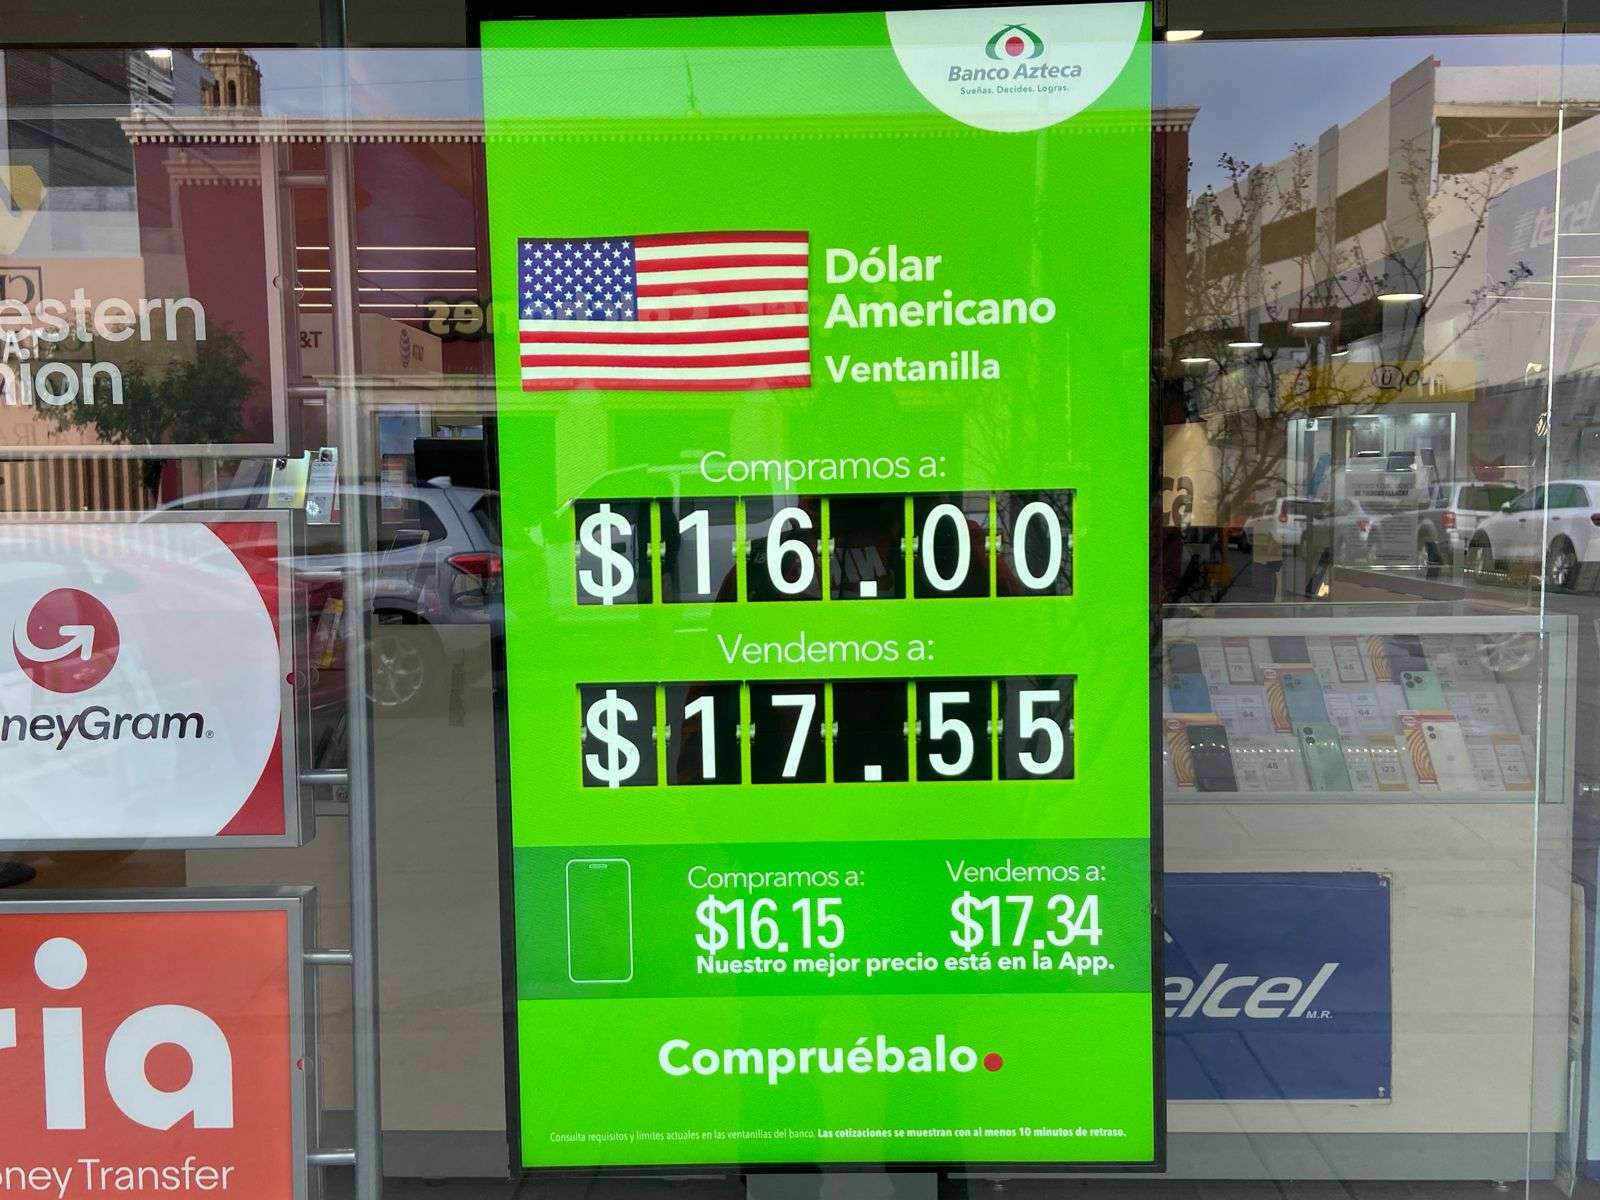 Banco Azteca
Sueñas. Decides. Logras.
Dólar
Americano
Ventanilla
Compramos a:
$16.00
Vendemos a:
$17.55
Compramos a:
$16.15
Vendemos a:
$17.34
Nuestro mejor precio está en la App.
Compruébalo
Consulta requisitos y límites actuales en las ventanillas del banco. Las cotizaciones se muestran con al menos 10 minutos de retraso.
estern
nion
neyGram®
ria
oney Transfer
AT&T
telcel
elcel M.R.